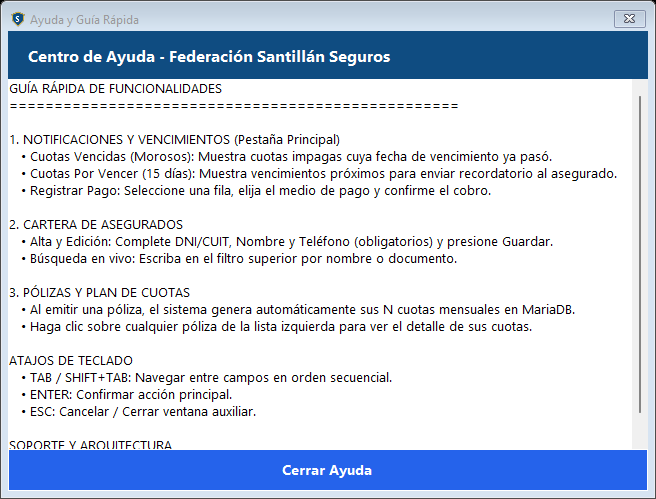 Ayuda y Guía Rápida
Centro de Ayuda - Federación Santillán Seguros
GUÍA RÁPIDA DE FUNCIONALIDADES
==================================================
1. NOTIFICACIONES Y VENCIMIENTOS (Pestaña Principal)
• Cuotas Vencidas (Morosos): Muestra cuotas impagas cuya fecha de vencimiento ya pasó.
• Cuotas Por Vencer (15 días): Muestra vencimientos próximos para enviar recordatorio al asegurado.
• Registrar Pago: Seleccione una fila, elija el medio de pago y confirme el cobro.
2. CARTERA DE ASEGURADOS
• Alta y Edición: Complete DNI/CUIT, Nombre y Teléfono (obligatorios) y presione Guardar.
• Búsqueda en vivo: Escriba en el filtro superior por nombre o documento.
3. PÓLIZAS Y PLAN DE CUOTAS
• Al emitir una póliza, el sistema genera automáticamente sus N cuotas mensuales en MariaDB.
• Haga clic sobre cualquier póliza de la lista izquierda para ver el detalle de sus cuotas.
ATAJOS DE TECLADO
• TAB / SHIFT+TAB: Navegar entre campos en orden secuencial.
• ENTER: Confirmar acción principal.
• ESC: Cancelar / Cerrar ventana auxiliar.
SOPORTE Y ARQUITECTURA
Cerrar Ayuda